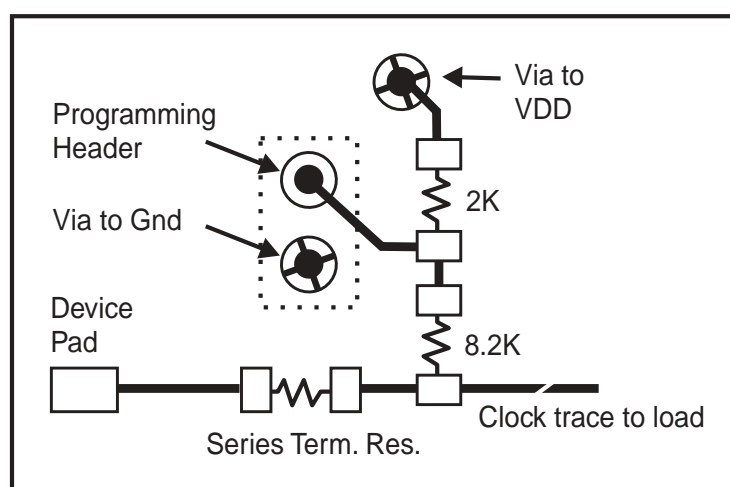 Via to
VDD
Programming
Header
2K
Via to Gnd
Device
Pad
8.2K
Clock trace to load
Series Term. Res.